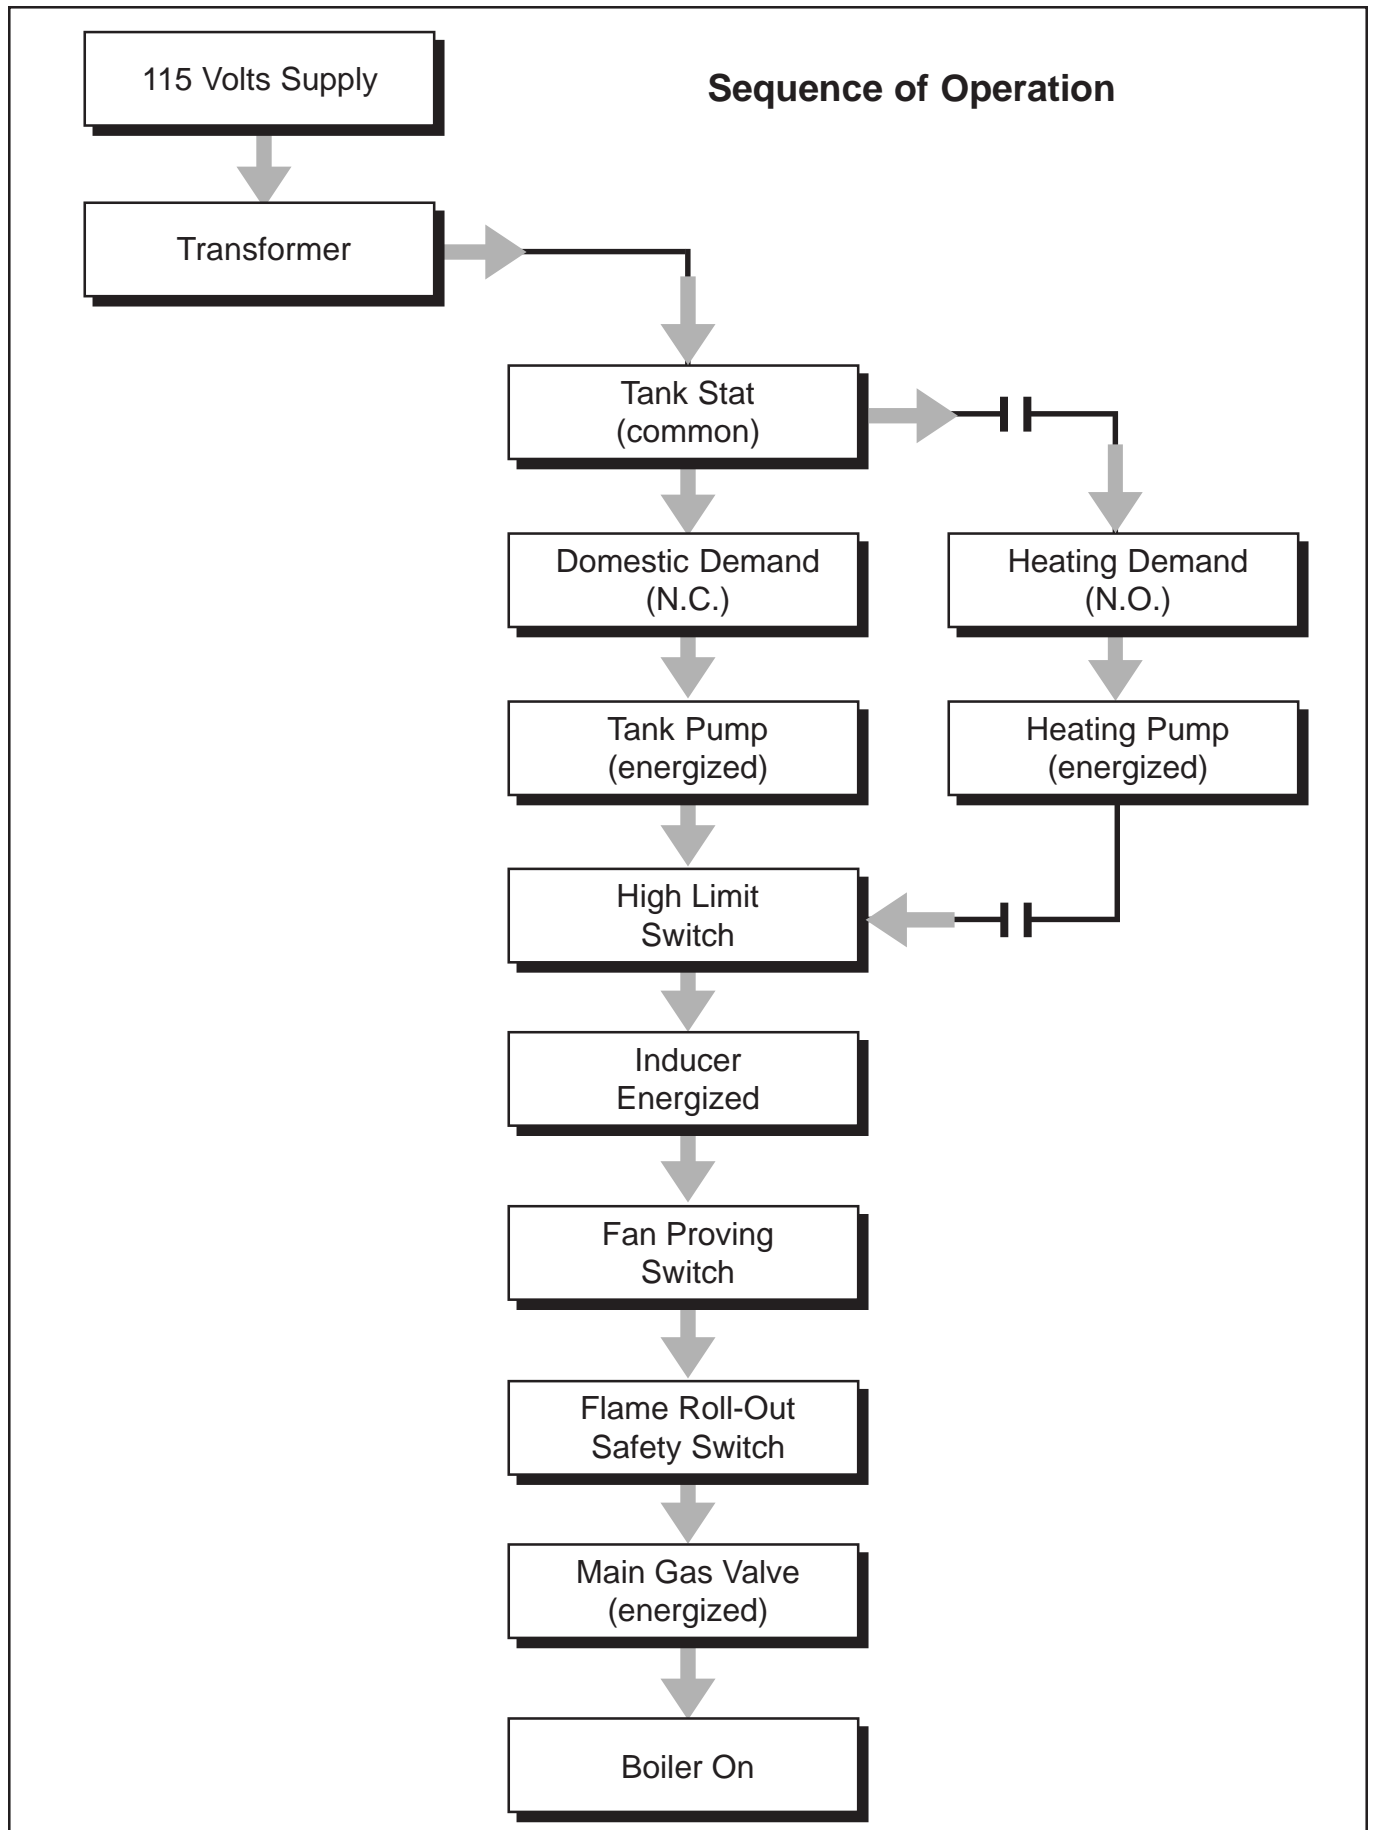 115 Volts Supply
Sequence of Operation
Transformer
Tank Stat
(common)
Domestic Demand
(N.C.)
Heating Demand
(N.O.)
Tank Pump
(energized)
Heating Pump
(energized)
High Limit
Switch
Inducer
Energized
Fan Proving
Switch
Flame Roll-Out
Safety Switch
Main Gas Valve
(energized)
Boiler On